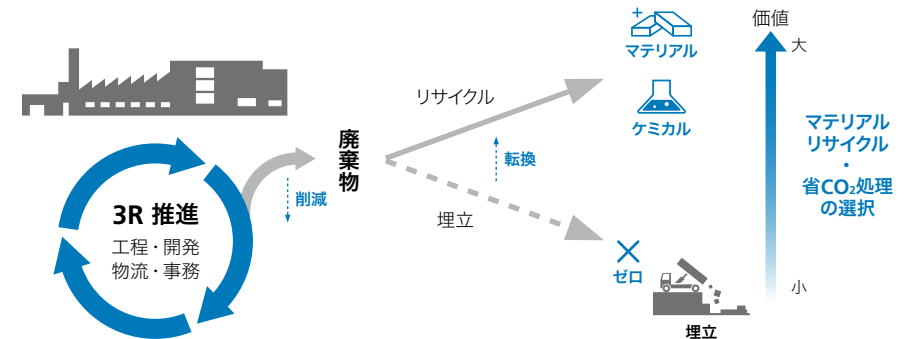 3R 推進
工程・開発
物流・事務
削減
廃棄物
リサイクル
転換
埋立
+
マテリアル
ケミカル
ゼロ
埋立
価値
大
小
マテリアル
リサイクル
・
省CO₂処理
の選択